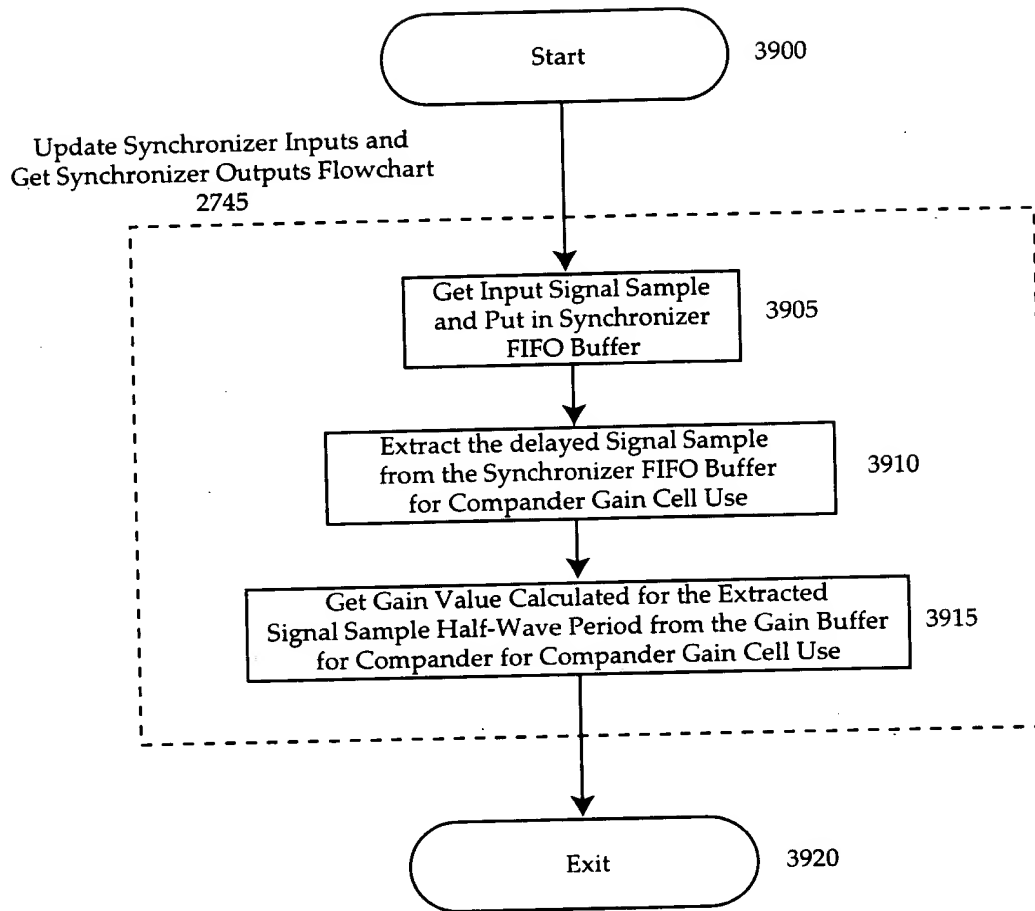 Start
3900
Update Synchronizer Inputs and
Get Synchronizer Outputs Flowchart
2745
Get Input Signal Sample
and Put in Synchronizer
FIFO Buffer
3905
Extract the delayed Signal Sample
from the Synchronizer FIFO Buffer
for Compander Gain Cell Use
3910
Get Gain Value Calculated for the Extracted
Signal Sample Half-Wave Period from the Gain Buffer
for Compander for Compander Gain Cell Use
3915
Exit
3920